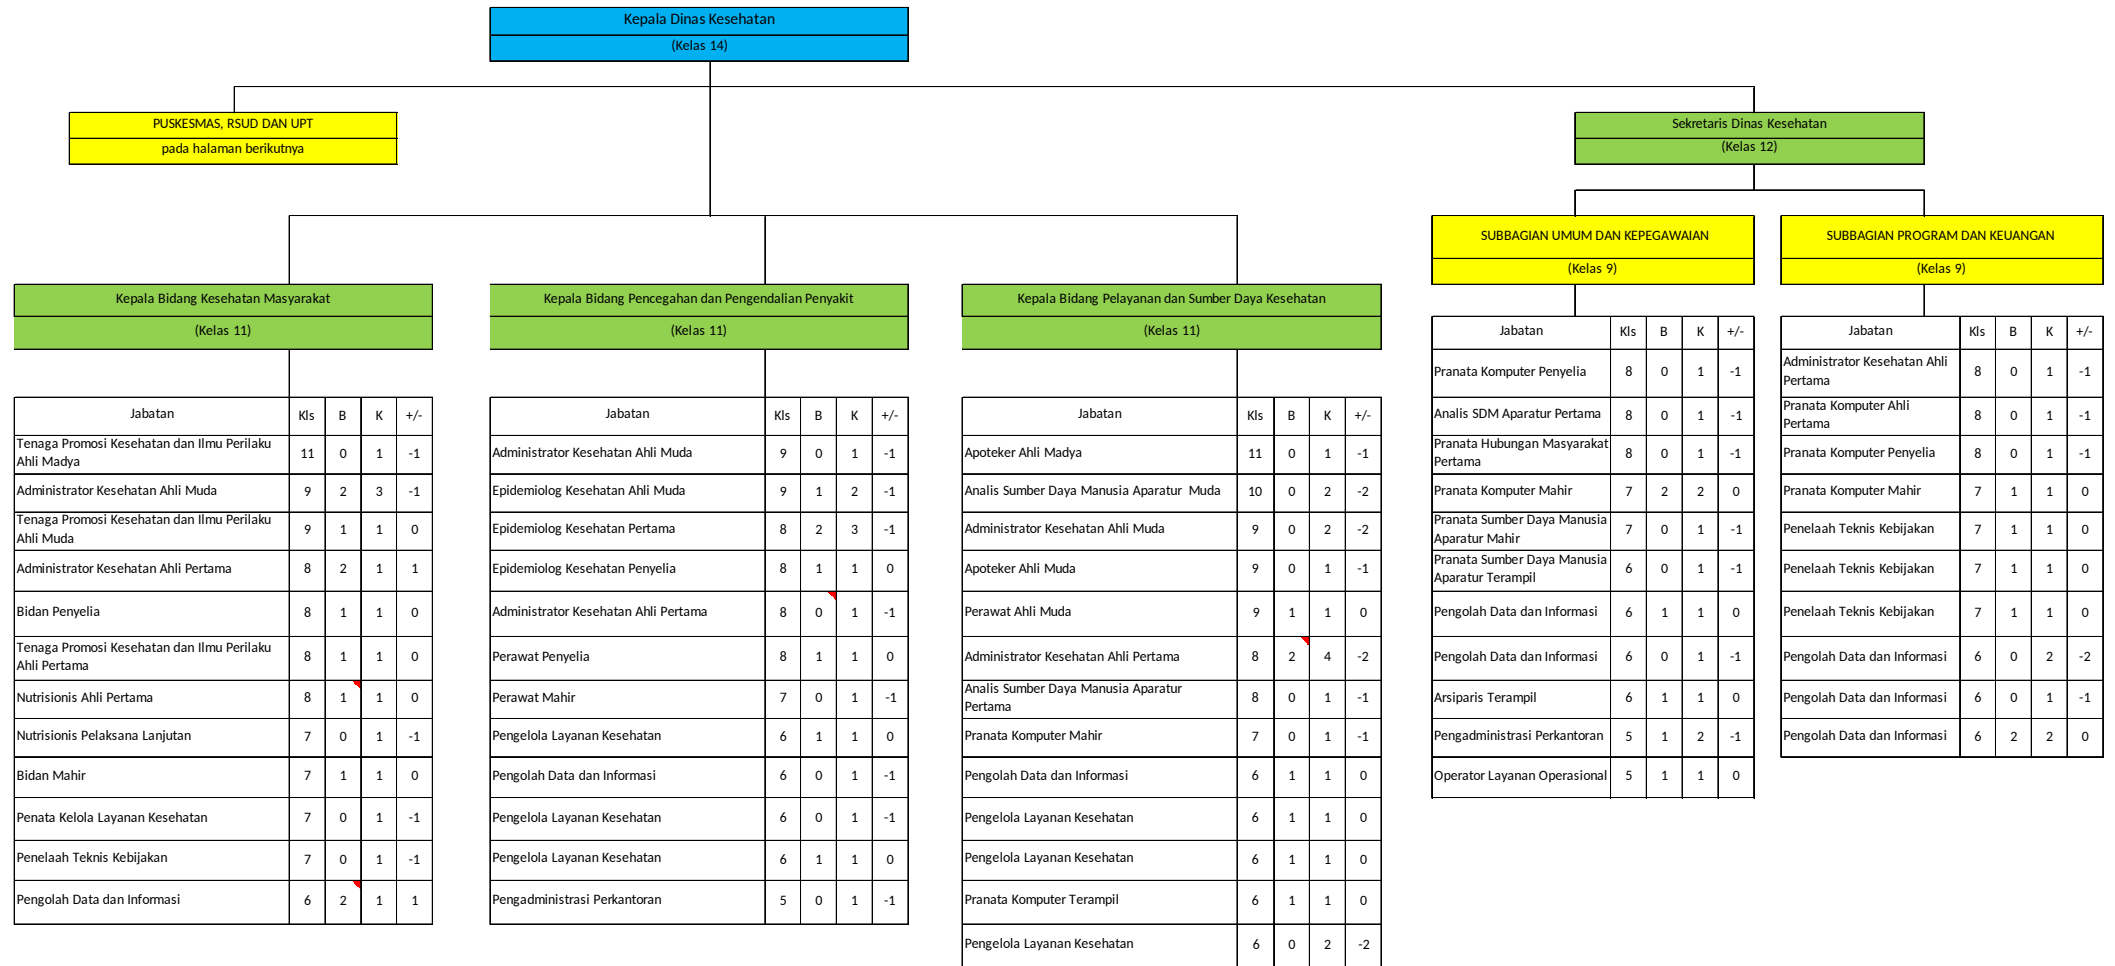 Kepala Dinas Kesehatan
(Kelas 14)
PUSKESMAS, RSUD DAN UPT
pada halaman berikutnya
Sekretaris Dinas Kesehatan
(Kelas 12)
SUBBAGIAN UMUM DAN KEPEGAWAIAN
(Kelas 9)
SUBBAGIAN PROGRAM DAN KEUANGAN
(Kelas 9)
Kepala Bidang Kesehatan Masyarakat
(Kelas 11)
Jabatan Kls B K +/-
Tenaga Promosi Kesehatan dan Ilmu Perilaku
Ahli Madya 11 0 1 -1
Administrator Kesehatan Ahli Muda 9 2 3 -1
Tenaga Promosi Kesehatan dan Ilmu Perilaku
Ahli Muda 9 1 1 0
Administrator Kesehatan Ahli Pertama 8 2 1 1
Bidan Penyelia 8 1 1 0
Tenaga Promosi Kesehatan dan Ilmu Perilaku
Ahli Pertama 8 1 1 0
Nutrisionis Ahli Pertama 8 1 1 0
Nutrisionis Pelaksana Lanjutan 7 0 1 -1
Bidan Mahir 7 1 1 0
Penata Kelola Layanan Kesehatan 7 0 1 -1
Penelaah Teknis Kebijakan 7 0 1 -1
Pengolah Data dan Informasi 6 2 1 1
Kepala Bidang Pencegahan dan Pengendalian Penyakit
(Kelas 11)
Jabatan Kls B K +/-
Administrator Kesehatan Ahli Muda 9 0 1 -1
Epidemiolog Kesehatan Ahli Muda 9 1 2 -1
Epidemiolog Kesehatan Pertama 8 2 3 -1
Epidemiolog Kesehatan Penyelia 8 1 1 0
Administrator Kesehatan Ahli Pertama 8 0 1 -1
Perawat Penyelia 8 1 1 0
Perawat Mahir 7 0 1 -1
Pengelola Layanan Kesehatan 6 1 1 0
Pengolah Data dan Informasi 6 0 1 -1
Pengelola Layanan Kesehatan 6 0 1 -1
Pengelola Layanan Kesehatan 6 1 1 0
Pengadministrasi Perkantoran 5 0 1 -1
Kepala Bidang Pelayanan dan Sumber Daya Kesehatan
(Kelas 11)
Jabatan Kls B K +/-
Apoteker Ahli Madya 11 0 1 -1
Analis Sumber Daya Manusia Aparatur Muda 10 0 2 -2
Administrator Kesehatan Ahli Muda 9 0 2 -2
Apoteker Ahli Muda 9 0 1 -1
Perawat Ahli Muda 9 1 1 0
Administrator Kesehatan Ahli Pertama 8 2 4 -2
Analis Sumber Daya Manusia Aparatur
Pertama 8 0 1 -1
Pranata Komputer Mahir 7 0 1 -1
Pengolah Data dan Informasi 6 1 1 0
Pengelola Layanan Kesehatan 6 1 1 0
Pengelola Layanan Kesehatan 6 1 1 0
Pranata Komputer Terampil 6 1 1 0
Pengelola Layanan Kesehatan 6 0 2 -2
Jabatan Kls B K +/-
Pranata Komputer Penyelia 8 0 1 -1
Analis SDM Aparatur Pertama 8 0 1 -1
Pranata Hubungan Masyarakat
Pertama 8 0 1 -1
Pranata Komputer Mahir 7 2 2 0
Pranata Sumber Daya Manusia
Aparatur Mahir 7 0 1 -1
Pranata Sumber Daya Manusia
Aparatur Terampil 6 0 1 -1
Pengolah Data dan Informasi 6 1 1 0
Pengolah Data dan Informasi 6 0 1 -1
Arsiparis Terampil 6 1 1 0
Pengadministrasi Perkantoran 5 1 2 -1
Operator Layanan Operasional 5 1 1 0
Jabatan Kls B K +/-
Administrator Kesehatan Ahli
Pertama 8 0 1 -1
Pranata Komputer Ahli
Pertama 8 0 1 -1
Pranata Komputer Penyelia 8 0 1 -1
Pranata Komputer Mahir 7 1 1 0
Penelaah Teknis Kebijakan 7 1 1 0
Penelaah Teknis Kebijakan 7 1 1 0
Penelaah Teknis Kebijakan 7 1 1 0
Pengolah Data dan Informasi 6 0 2 -2
Pengolah Data dan Informasi 6 0 1 -1
Pengolah Data dan Informasi 6 2 2 0